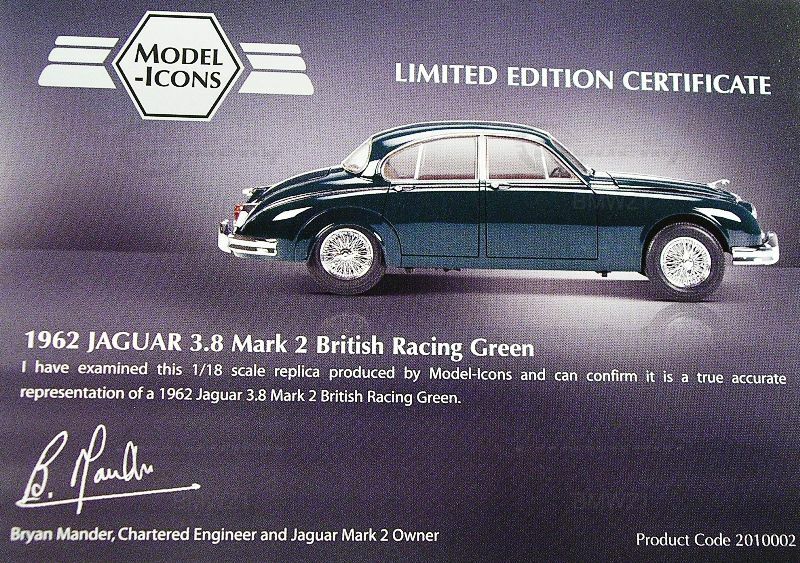 MODEL
-ICONS
LIMITED EDITION CERTIFICATE
1962 JAGUAR 3.8 Mark 2 British Racing Green
I have examined this 1/18 scale replica produced by Model-Icons and can confirm it is a true accurate
representation of a 1962 Jaguar 3.8 Mark 2 British Racing Green.
B. Mander
Bryan Mander, Chartered Engineer and Jaguar Mark 2 Owner
Product Code 2010002